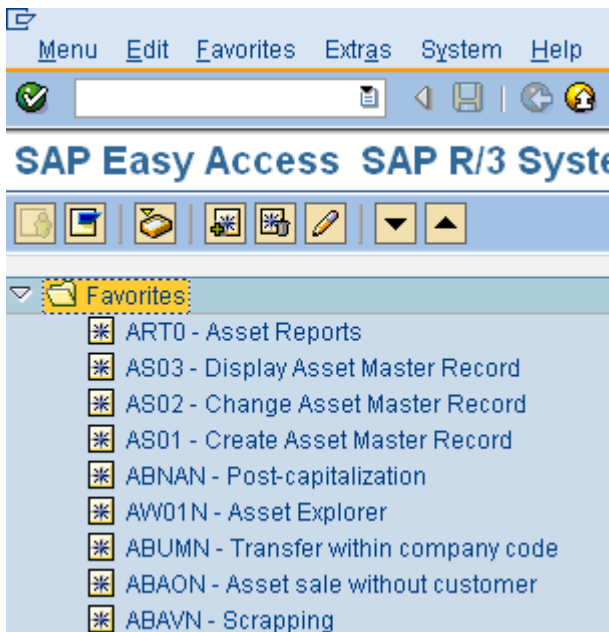 Menu Edit Favorites Extras System Help
SAP Easy Access SAP R/3 Syste
Favorites
ART0 - Asset Reports
AS03 - Display Asset Master Record
AS02 - Change Asset Master Record
AS01 - Create Asset Master Record
ABNAN - Post-capitalization
AW01N - Asset Explorer
ABUMN - Transfer within company code
ABAON - Asset sale without customer
ABAVN - Scrapping